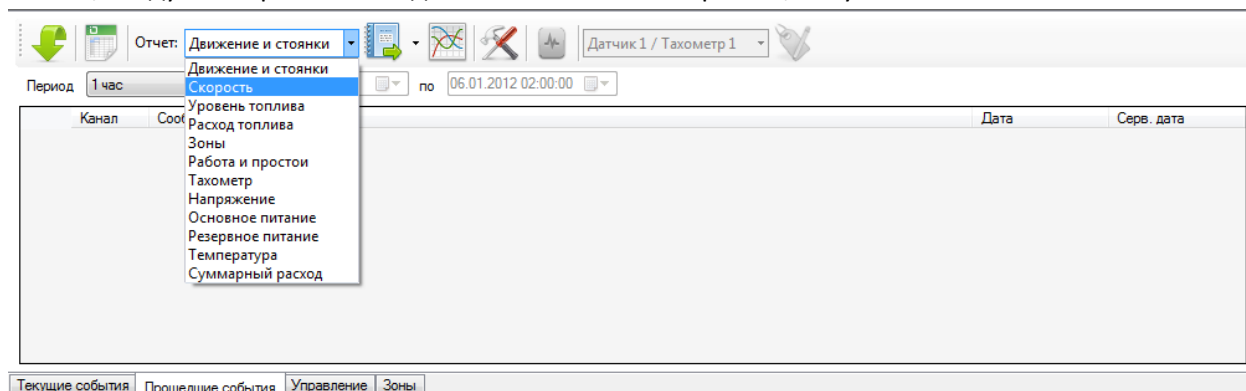 Отчет: Движение и стоянки Датчик 1 / Тахометр 1
Движение и стоянки
Период 1 час Скорость по 06.01.2012 02:00:00
Уровень топлива
Канал Расход топлива Дата Серв. дата
Зоны
Работа и простои
Тахометр
Напряжение
Основное питание
Резервное питание
Температура
Суммарный расход
Текущие события Прошедшие события Управление Зоны